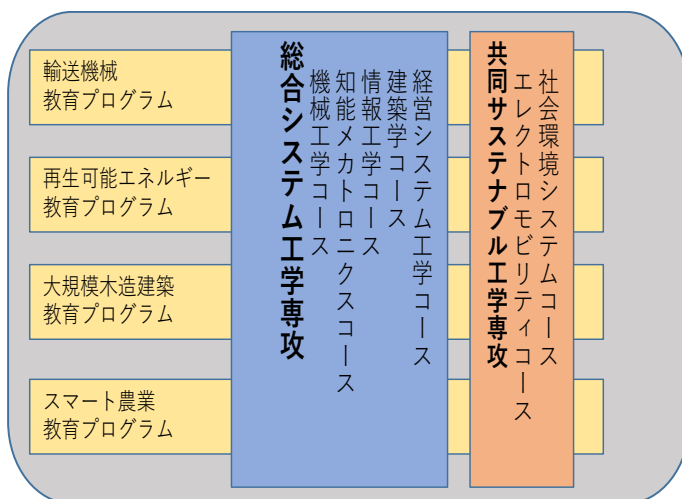 輸送機械
教育プログラム
再生可能エネルギー
教育プログラム
大規模木造建築
教育プログラム
スマート農業
教育プログラム
総合システム工学専攻
機械工学コース
知能メカトロニクスコース
情報工学コース
建築学コース
経営システム工学コース
共同サステナブル工学専攻
エレクトロモビリティコース
社会環境システムコース